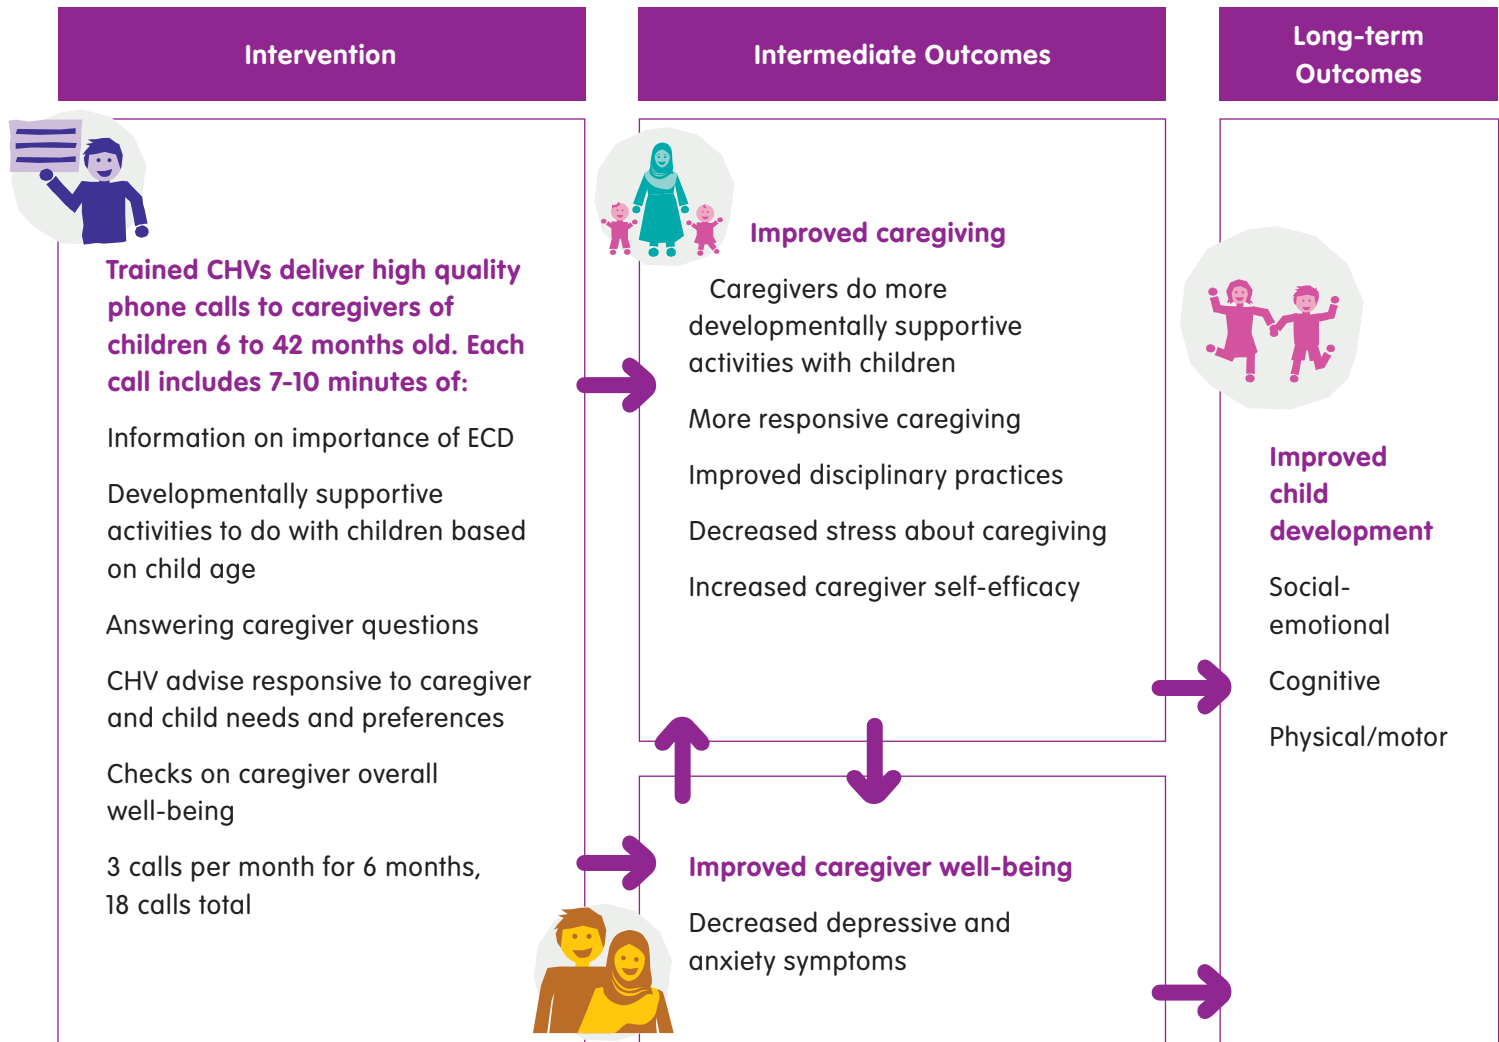 Intervention
Trained CHVs deliver high quality
phone calls to caregivers of
children 6 to 42 months old. Each
call includes 7-10 minutes of:
Information on importance of ECD
Developmentally supportive
activities to do with children based
on child age
Answering caregiver questions
CHV advise responsive to caregiver
and child needs and preferences
Checks on caregiver overall
well-being
3 calls per month for 6 months,
18 calls total
Intermediate Outcomes
Improved caregiving
Caregivers do more
developmentally supportive
activities with children
More responsive caregiving
Improved disciplinary practices
Decreased stress about caregiving
Increased caregiver self-efficacy
Improved caregiver well-being
Decreased depressive and
anxiety symptoms
Long-term
Outcomes
Improved
child
development
Social-
emotional
Cognitive
Physical/motor